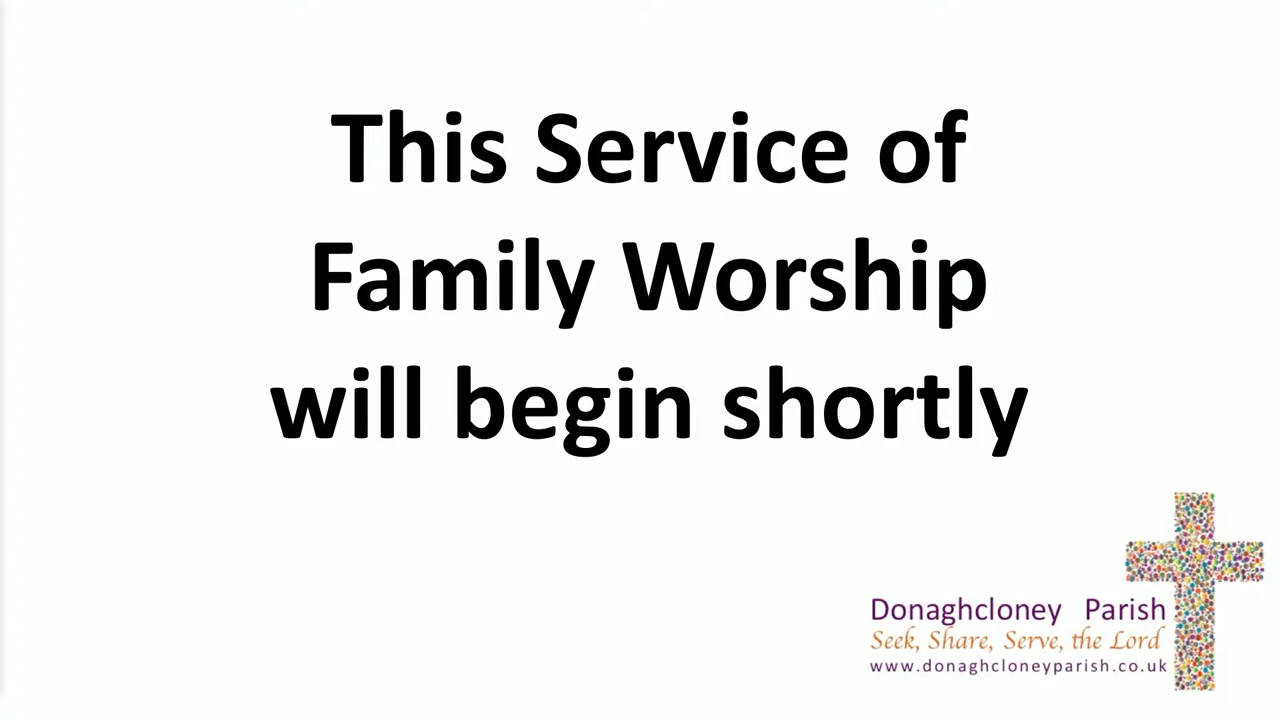 This Service of
Family Worship
will begin shortly
Donaghcloney Parish
Seek, Share, Serve, the Lord
www.donaghcloneyparish.co.uk